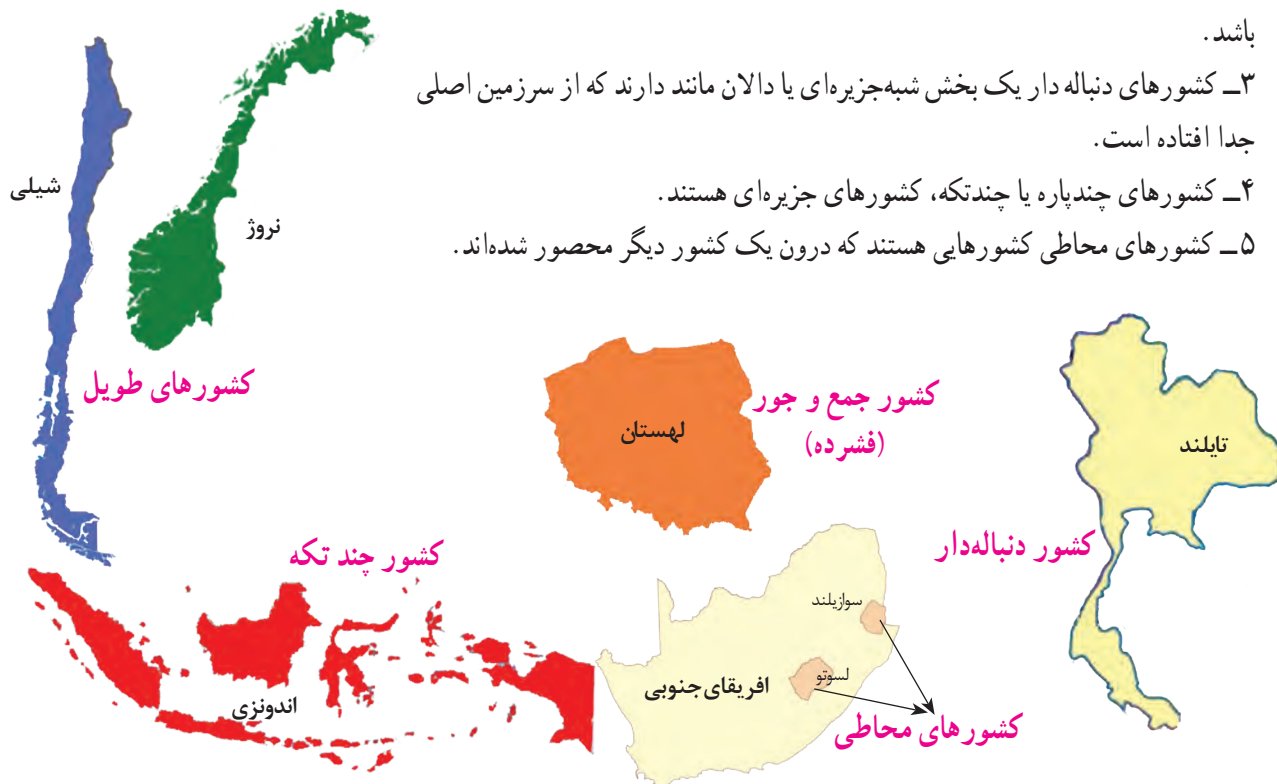 باشد.
۳ــ کشورهای دنباله دار یک بخش شبه‌جزیره‌ای یا دالان مانند دارند که از سرزمین اصلی
جدا افتاده است.
۴ــ کشورهای چندپاره یا چندتکه، کشورهای جزیره‌ای هستند.
۵ــ کشورهای محاطی کشورهایی هستند که درون یک کشور دیگر محصور شده‌اند.
شیلی
نروژ
کشورهای طویل
لهستان
کشور جمع و جور
(فشرده)
تایلند
کشور دنباله‌دار
کشور چند تکه
اندونزی
سوازیلند
لسوتو
افریقای جنوبی
کشورهای محاطی